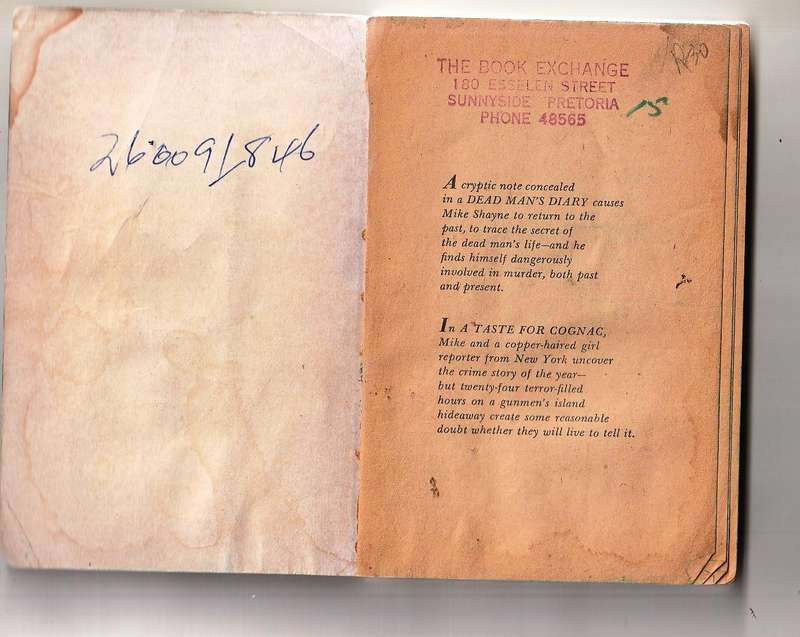 260091846
R30
THE BOOK EXCHANGE
180 ESSELEN STREET
SUNNYSIDE PRETORIA
PHONE 48565
15
A cryptic note concealed
in a DEAD MAN'S DIARY causes
Mike Shayne to return to the
past, to trace the secret of
the dead man's life—and he
finds himself dangerously
involved in murder, both past
and present.
In A TASTE FOR COGNAC,
Mike and a copper-haired girl
reporter from New York uncover
the crime story of the year—
but twenty-four terror-filled
hours on a gunmen's island
hideaway create some reasonable
doubt whether they will live to tell it.